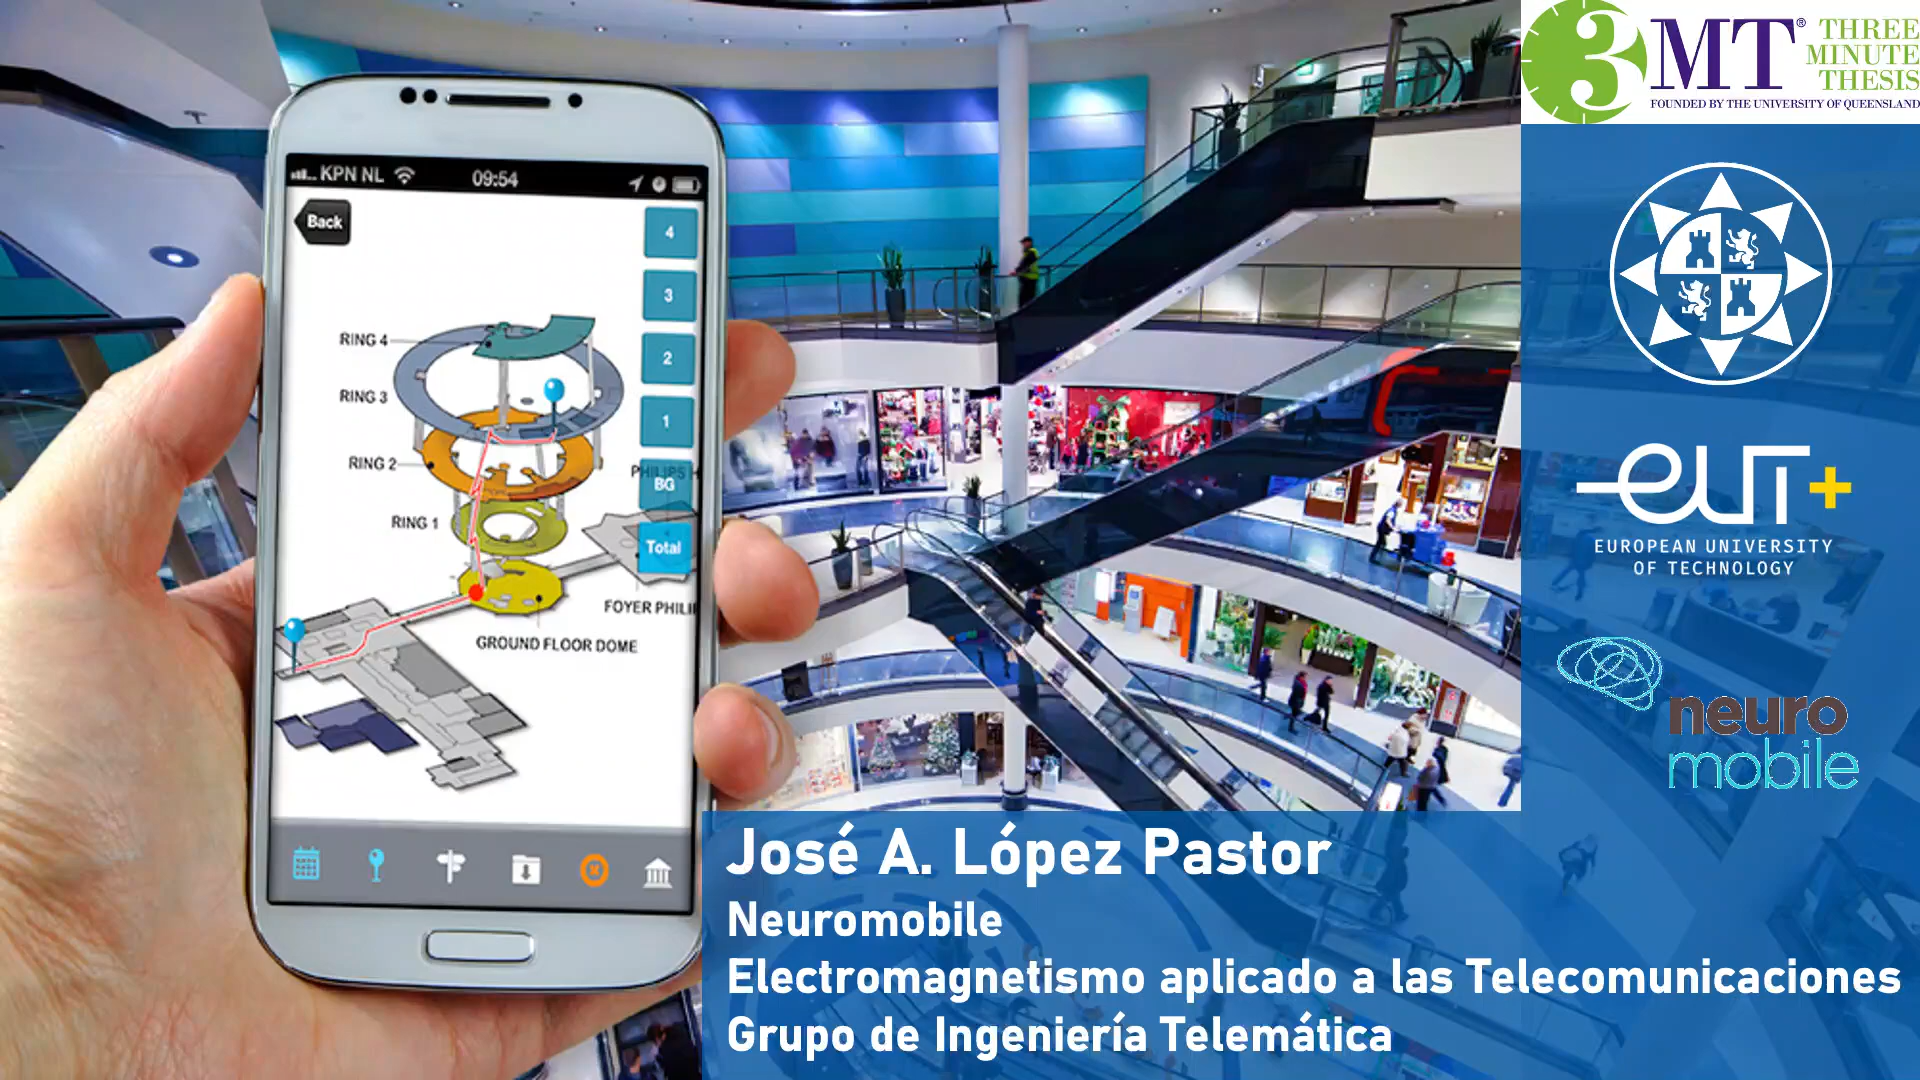 3MT® THREE
MINUTE
THESIS
FOUNDED BY THE UNIVERSITY OF QUEENSLAND
KPN NL
09:54
Back
4
3
2
1
BG
Total
RING 4
RING 3
RING 2
RING 1
PHILIPS H
FOYER PHILI
GROUND FLOOR DOME
EUT+
EUROPEAN UNIVERSITY
OF TECHNOLOGY
neuro
mobile
José A. López Pastor
Neuromobile
Electromagnetismo aplicado a las Telecomunicaciones
Grupo de Ingeniería Telemática